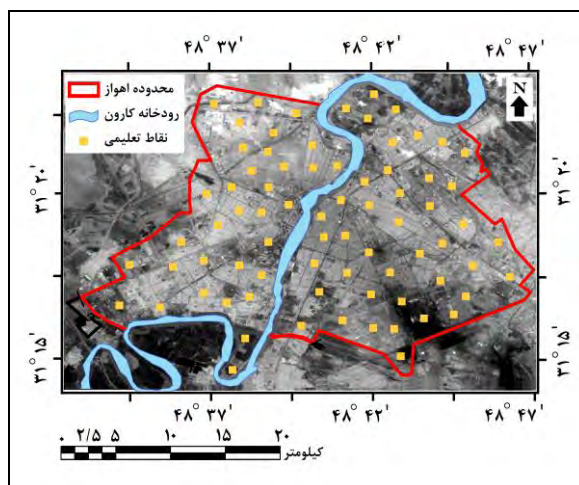 ۴۸° ۳۷' ۴۸° ۴۲' ۴۸° ۴۷'
محدوده اهواز
رودخانه کارون
نقاط تعلیمی
N
۳۱° ۲۰' ۳۱° ۲۰'
۳۱° ۱۵' ۳۱° ۱۵'
۴۸° ۳۷' ۴۸° ۴۲' ۴۸° ۴۷'
۰ ۲/۵ ۵ ۱۰ ۱۵ ۲۰
کیلومتر